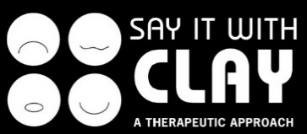 SAY IT WITH
CLAY
A THERAPEUTIC APPROACH